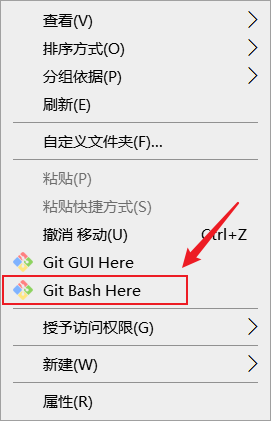 查看(V)
排序方式(O)
分组依据(P)
刷新(E)
自定义文件夹(F)...
粘贴(P)
粘贴快捷方式(S)
撤消 移动(U) Ctrl+Z
Git GUI Here
Git Bash Here
授予访问权限(G)
新建(W)
属性(R)